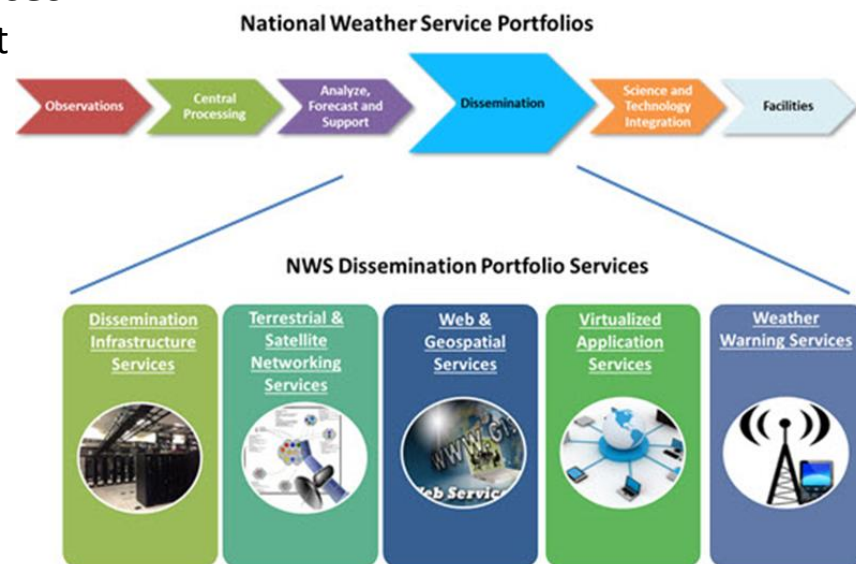 t
National Weather Service Portfolios
Observations
Central
Processing
Analyze,
Forecast and
Support
Dissemination
Science and
Technology
Integration
Facilities
NWS Dissemination Portfolio Services
Dissemination
Infrastructure
Services
Terrestrial &
Satellite
Networking
Services
Web &
Geospatial
Services
Virtualized
Application
Services
Weather
Warning Services